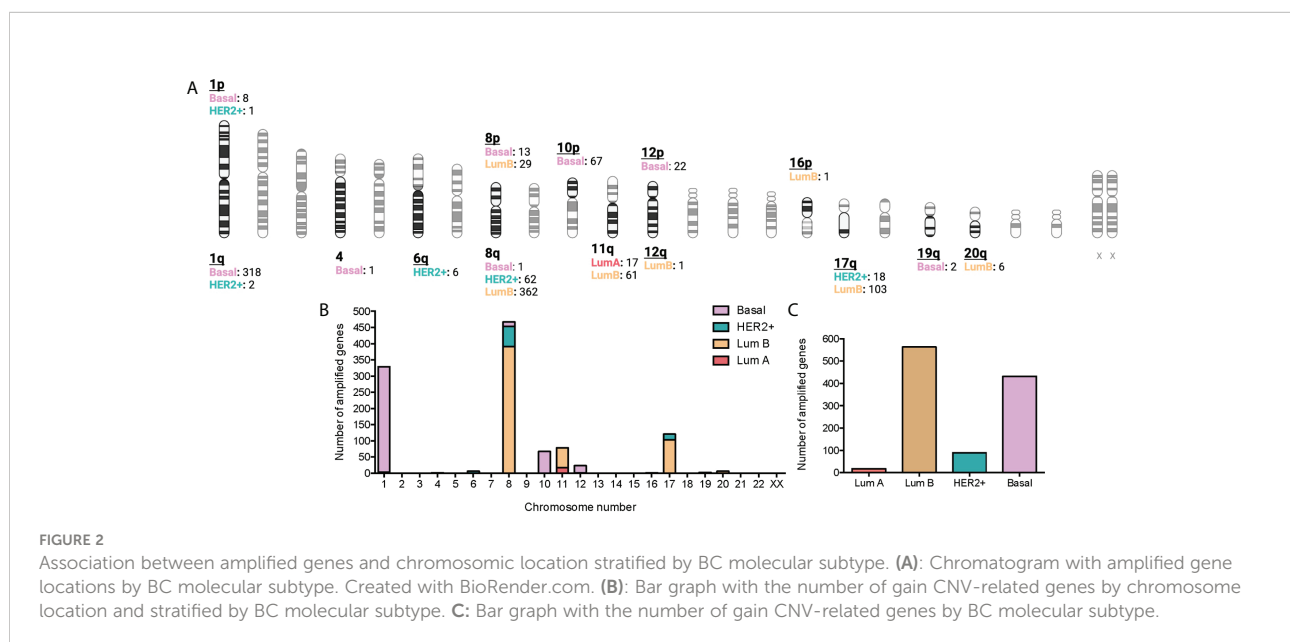 A
1p
Basal: 8
HER2+: 1
8p
Basal: 13
LumB: 29
10p
Basal: 67
12p
Basal: 22
16p
LumB: 1
1q
Basal: 318
HER2+: 2
4
Basal: 1
6q
HER2+: 6
8q
Basal: 1
HER2+: 62
LumB: 362
11q
LumA: 17
LumB: 61
12q
LumB: 1
17q
HER2+: 18
LumB: 103
19q
Basal: 2
20q
LumB: 6
X X
B
Number of amplified genes
500
450
400
350
300
250
200
150
100
50
0
1 2 3 4 5 6 7 8 9 10 11 12 13 14 15 16 17 18 19 20 21 22 XX
Chromosome number
Basal
HER2+
Lum B
Lum A
C
Number of amplified genes
600
500
400
300
200
100
0
Lum A Lum B HER2+ Basal
FIGURE 2
Association between amplified genes and chromosomic location stratified by BC molecular subtype. (A): Chromatogram with amplified gene
locations by BC molecular subtype. Created with BioRender.com. (B): Bar graph with the number of gain CNV-related genes by chromosome
location and stratified by BC molecular subtype. C: Bar graph with the number of gain CNV-related genes by BC molecular subtype.